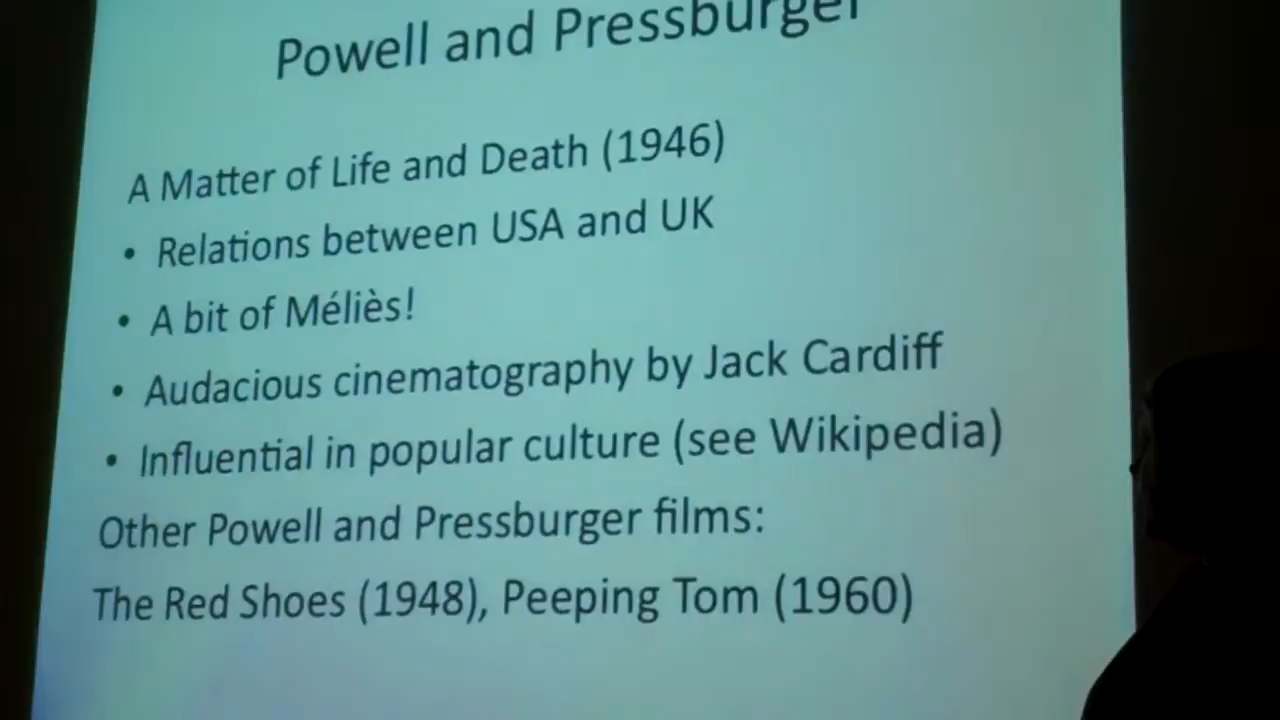 Powell and Pressburger
A Matter of Life and Death (1946)
• Relations between USA and UK
• A bit of Méliès!
• Audacious cinematography by Jack Cardiff
• Influential in popular culture (see Wikipedia)
Other Powell and Pressburger films:
The Red Shoes (1948), Peeping Tom (1960)